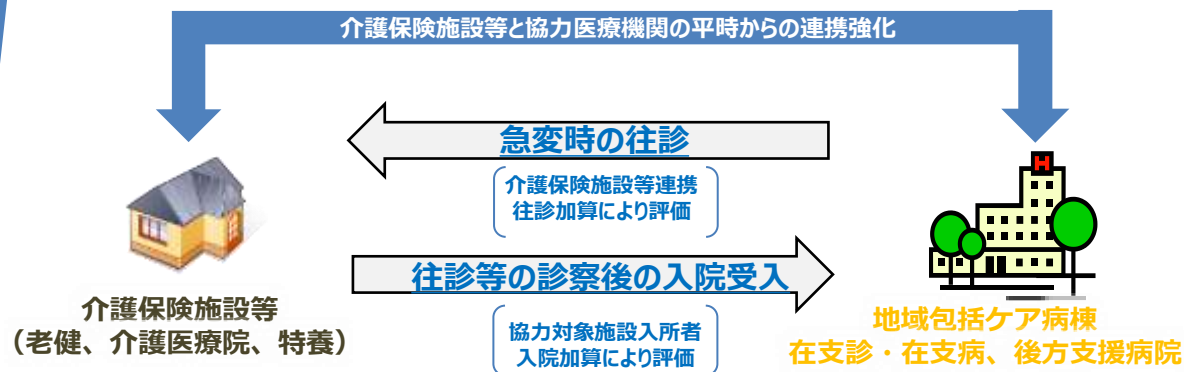 介護保険施設等と協力医療機関の平時からの連携強化
急変時の往診
介護保険施設等連携
往診加算により評価
H
往診等の診察後の入院受入
協力対象施設入所者
入院加算により評価
介護保険施設等
（老健、介護医療院、特養）
地域包括ケア病棟
在支診・在支病、後方支援病院